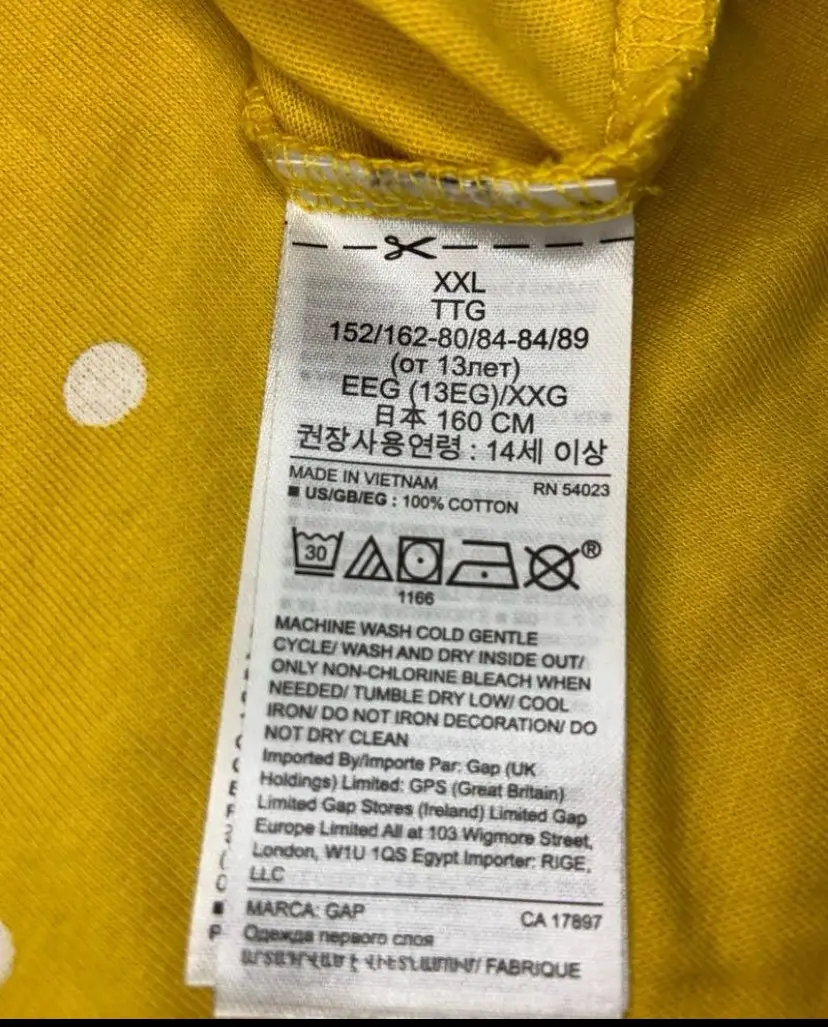 XXL
TTG
152/162-80/84-84/89
(от 13лет)
EEG (13EG)/XXG
日本 160 CM
권장사용연령 : 14세 이상
MADE IN VIETNAM RN 54023
■ US/GB/EG : 100% COTTON
30
®
1166
MACHINE WASH COLD GENTLE
CYCLE/ WASH AND DRY INSIDE OUT/
ONLY NON-CHLORINE BLEACH WHEN
NEEDED/ TUMBLE DRY LOW/ COOL
IRON/ DO NOT IRON DECORATION/ DO
NOT DRY CLEAN
Imported By/Importe Par: Gap (UK
Holdings) Limited: GPS (Great Britain)
Limited Gap Stores (Ireland) Limited Gap
Europe Limited All at 103 Wigmore Street,
London, W1U 1QS Egypt Importer: RIGE,
LLC
MARCA: GAP CA 17897
Одежда первого слоя
ԱՐՏԱԴՐՎԱԾ Է ՎԻԵՏՆԱՄՈՒՄ/ FABRIQUE